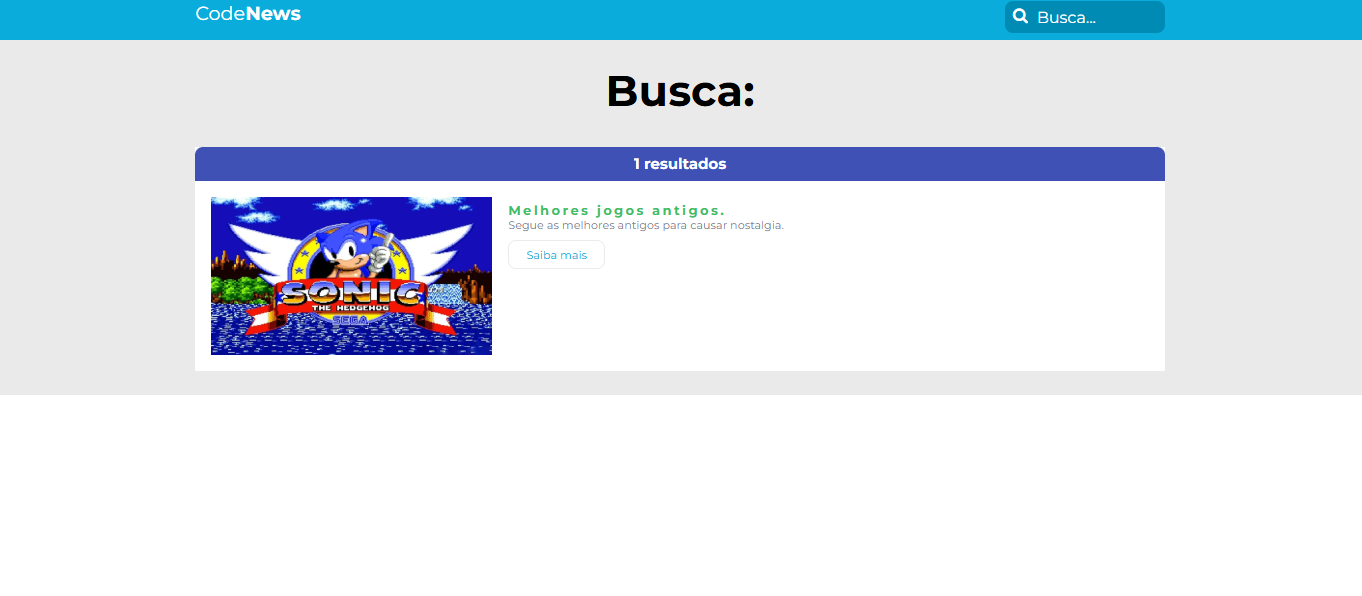 CodeNews
Busca...
Busca:
1 resultados
SONIC
THE HEDGEHOG
SEGA
Melhores jogos antigos.
Segue as melhores antigos para causar nostalgia.
Saiba mais